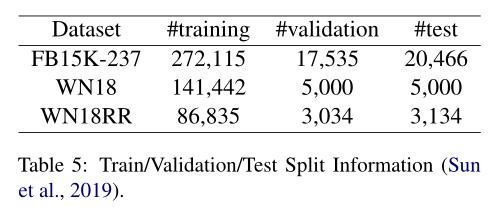 Dataset #training #validation #test
FB15K-237 272,115 17,535 20,466
WN18 141,442 5,000 5,000
WN18RR 86,835 3,034 3,134
Table 5: Train/Validation/Test Split Information (Sun
et al., 2019).